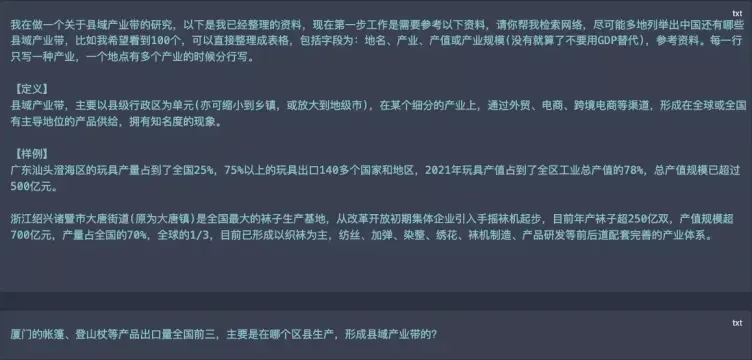 txt
我在做一个关于县域产业带的研究，以下是我已经整理的资料，现在第一步工作是需要参考以下资料，请你帮我检索网络，尽可能多地列举出中国还有哪些
县域产业带，比如我希望看到100个，可以直接整成表格，包括字段为：地名、产业、产值或产业规模(没有就算了不要用GDP替代)，参考资料。每一行
只写一种产业，一个地点有多个产业的时候分行写。
【定义】
县域产业带，主要以县级行政区为单元(亦可缩小到乡镇，或放大到地级市)，在某个细分的产业上，通过外贸、电商、跨境电商等渠道，形成在全球或全国
有主导地位的产品供给，拥有知名度的现象。
【样例】
广东汕头澄海区的玩具产量占到了全国25%，75%以上的玩具出口140多个国家和地区，2021年玩具产值占到了全区工业总产值的78%，总产值规模已超过
500亿元。
浙江绍兴诸暨市大唐街道(原为大唐镇)是全国最大的袜子生产基地，从改革开放初期集体企业引入手摇袜机起步，目前年产袜子超250亿双，产值规模超
700亿元，产量占全国的70%，全球的1/3，目前已形成以织袜为主，纺丝、加弹、染整、绣花、袜机制造、产品研发等前后道配套完善的产业体系。
txt
厦门的帐篷、登山杖等产品出口量全国前三，主要是在哪个区县生产，形成县域产业带的?